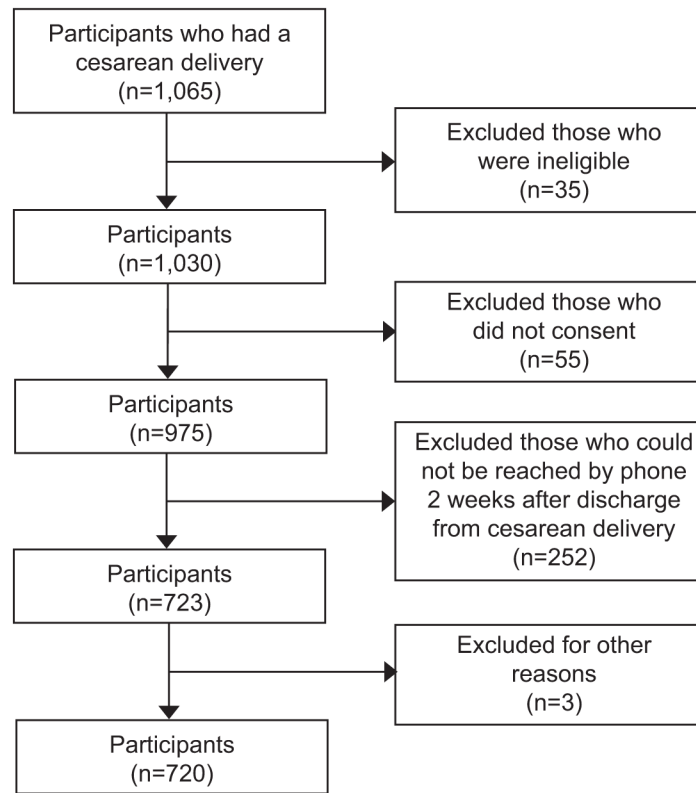 Participants who had a
cesarean delivery
(n=1,065)
Excluded those who
were ineligible
(n=35)
Participants
(n=1,030)
Excluded those who
did not consent
(n=55)
Participants
(n=975)
Excluded those who could
not be reached by phone
2 weeks after discharge
from cesarean delivery
(n=252)
Participants
(n=723)
Excluded for other
reasons
(n=3)
Participants
(n=720)